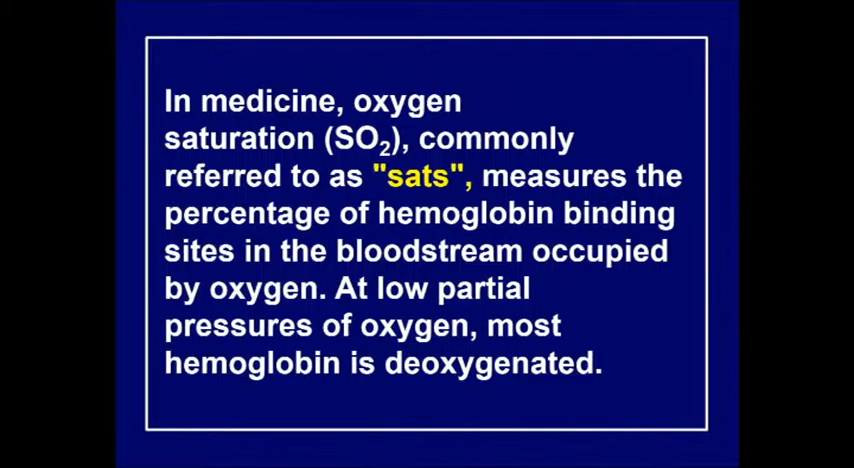 In medicine, oxygen
saturation (SO₂), commonly
referred to as "sats", measures the
percentage of hemoglobin binding
sites in the bloodstream occupied
by oxygen. At low partial
pressures of oxygen, most
hemoglobin is deoxygenated.